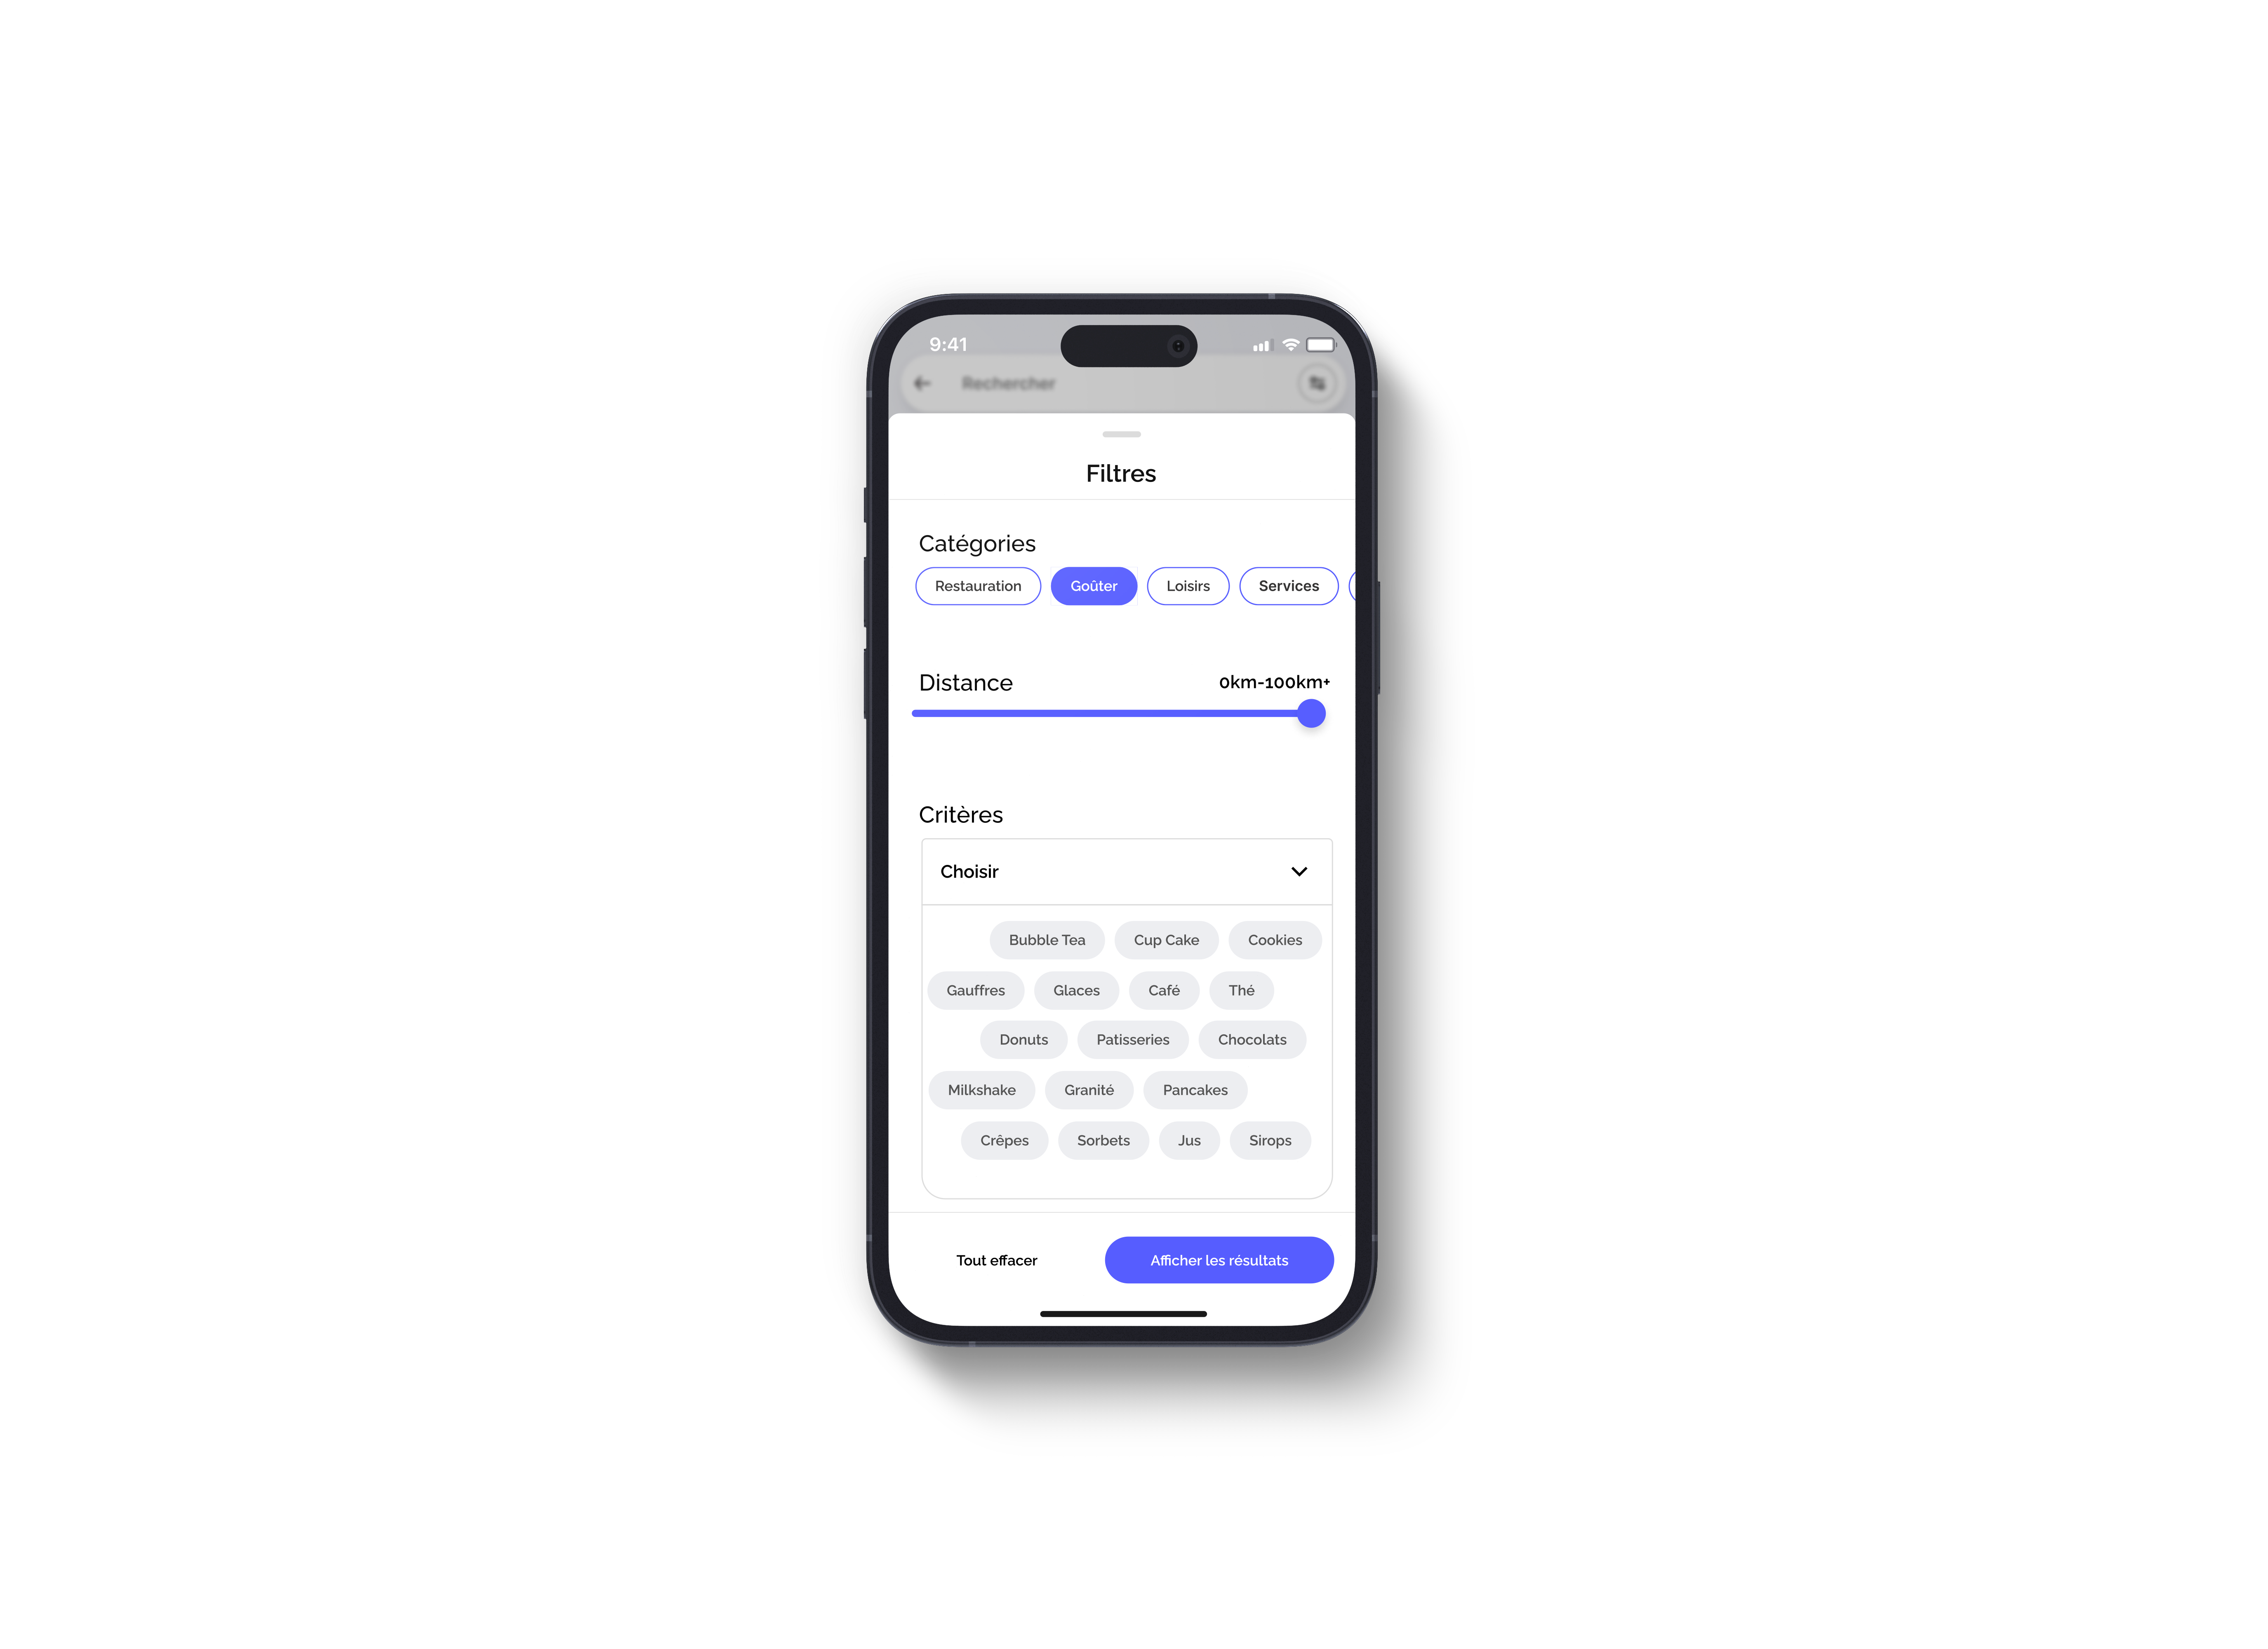 9:41
Rechercher
Filtres
Catégories
Restauration Goûter Loisirs Services
Distance 0km-100km+
Critères
Choisir
Bubble Tea Cup Cake Cookies
Gauffres Glaces Café Thé
Donuts Patisseries Chocolats
Milkshake Granité Pancakes
Crêpes Sorbets Jus Sirops
Tout effacer Afficher les résultats